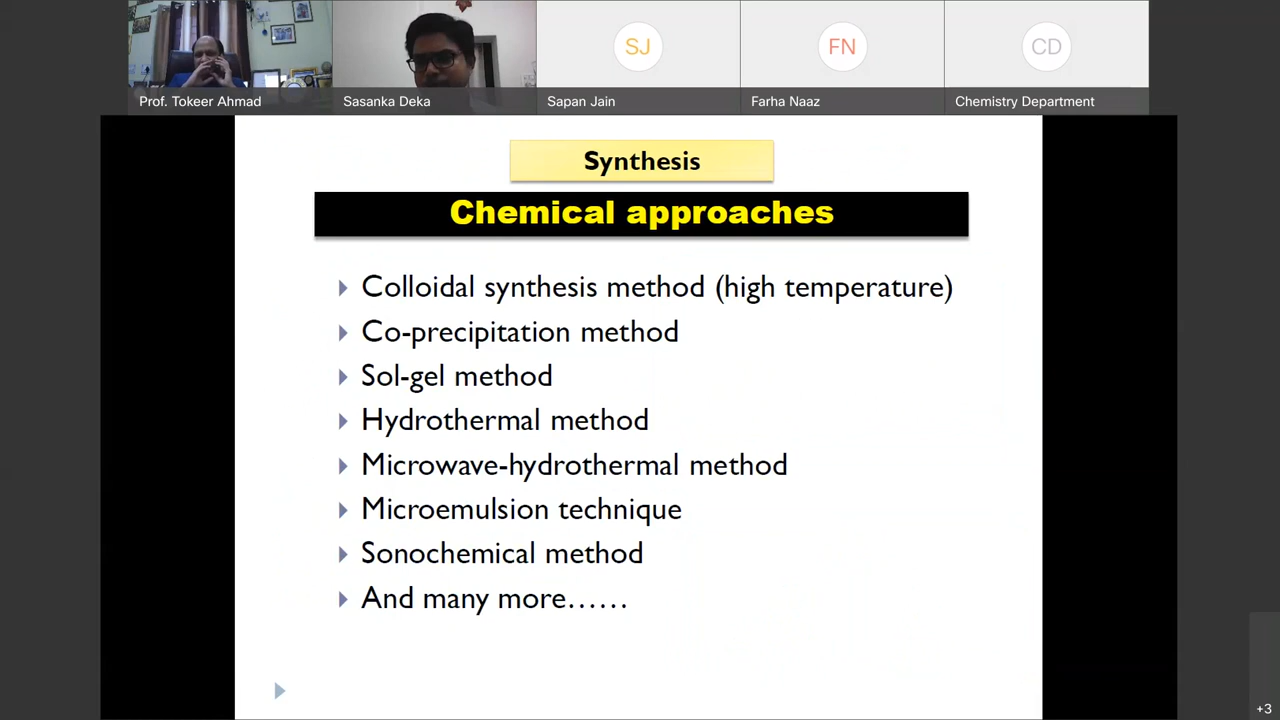 SJ
FN
CD
Prof. Tokeer Ahmad
Sasanka Deka
Sapan Jain
Farha Naaz
Chemistry Department
Synthesis
Chemical approaches
Colloidal synthesis method (high temperature)
Co-precipitation method
Sol-gel method
Hydrothermal method
Microwave-hydrothermal method
Microemulsion technique
Sonochemical method
And many more……
+3